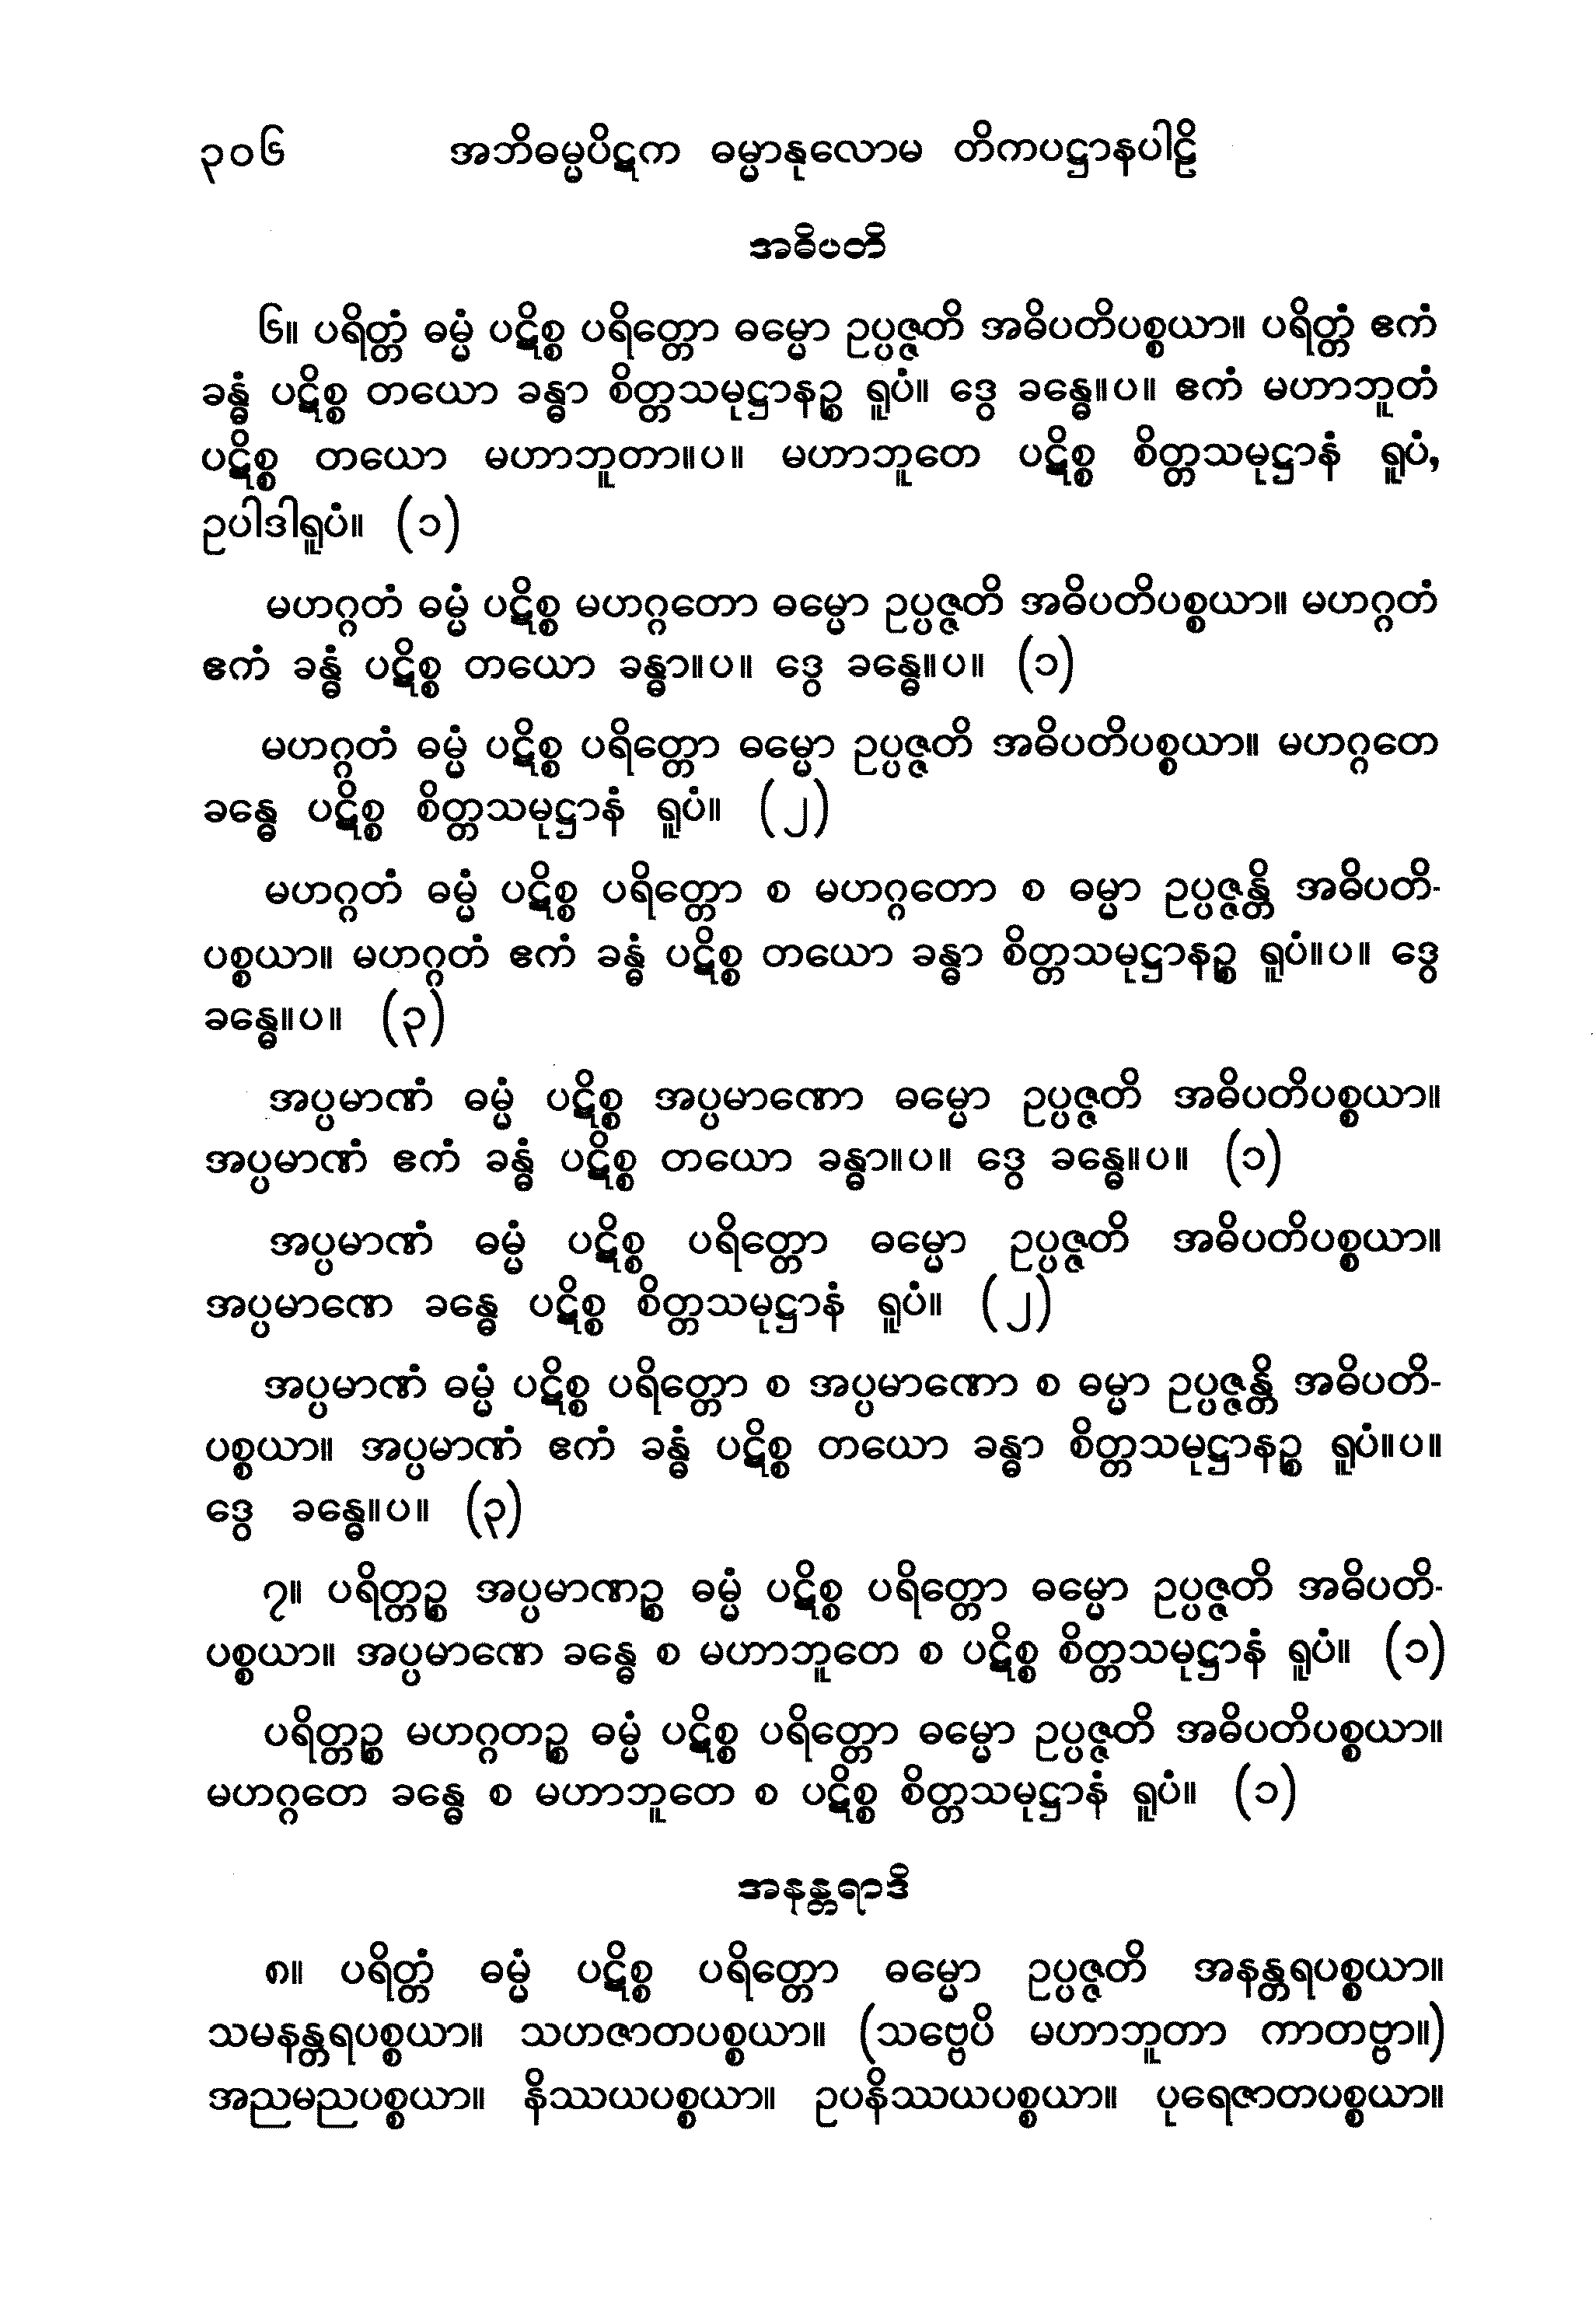 ၃၀၆ အဘိဓမ္မပိဋက ဓမ္မာနုလောမ တိကပဋ္ဌာနပါဠိ
အဓိပတိ
၆။ ပရိတ္တံ ဓမ္မံ ပဋိစ္စ ပရိတ္တော ဓမ္မော ဥပ္ပဇ္ဇတိ အဓိပတိပစ္စယာ။ ပရိတ္တံ ဧကံ
ခန္ဓံ ပဋိစ္စ တယော ခန္ဓာ စိတ္တသမုဋ္ဌာနဉ္စ ရူပံ။ ဒွေ ခန္ဓေ။ပ။ ဧကံ မဟာဘူတံ
ပဋိစ္စ တယော မဟာဘူတာ။ပ။ မဟာဘူတေ ပဋိစ္စ စိတ္တသမုဋ္ဌာနံ ရူပံ,
ဥပါဒါရူပံ။ (၁)
မဟဂ္ဂတံ ဓမ္မံ ပဋိစ္စ မဟဂ္ဂတော ဓမ္မော ဥပ္ပဇ္ဇတိ အဓိပတိပစ္စယာ။ မဟဂ္ဂတံ
ဧကံ ခန္ဓံ ပဋိစ္စ တယော ခန္ဓာ။ပ။ ဒွေ ခန္ဓေ။ပ။ (၁)
မဟဂ္ဂတံ ဓမ္မံ ပဋိစ္စ ပရိတ္တော ဓမ္မော ဥပ္ပဇ္ဇတိ အဓိပတိပစ္စယာ။ မဟဂ္ဂတေ
ခန္ဓေ ပဋိစ္စ စိတ္တသမုဋ္ဌာနံ ရူပံ။ (၂)
မဟဂ္ဂတံ ဓမ္မံ ပဋိစ္စ ပရိတ္တော စ မဟဂ္ဂတော စ ဓမ္မာ ဥပ္ပဇ္ဇန္တိ အဓိပတိ-
ပစ္စယာ။ မဟဂ္ဂတံ ဧကံ ခန္ဓံ ပဋိစ္စ တယော ခန္ဓာ စိတ္တသမုဋ္ဌာနဉ္စ ရူပံ။ပ။ ဒွေ
ခန္ဓေ။ပ။ (၃)
အပ္ပမာဏံ ဓမ္မံ ပဋိစ္စ အပ္ပမာဏော ဓမ္မော ဥပ္ပဇ္ဇတိ အဓိပတိပစ္စယာ။
အပ္ပမာဏံ ဧကံ ခန္ဓံ ပဋိစ္စ တယော ခန္ဓာ။ပ။ ဒွေ ခန္ဓေ။ပ။ (၁)
အပ္ပမာဏံ ဓမ္မံ ပဋိစ္စ ပရိတ္တော ဓမ္မော ဥပ္ပဇ္ဇတိ အဓိပတိပစ္စယာ။
အပ္ပမာဏေ ခန္ဓေ ပဋိစ္စ စိတ္တသမုဋ္ဌာနံ ရူပံ။ (၂)
အပ္ပမာဏံ ဓမ္မံ ပဋိစ္စ ပရိတ္တော စ အပ္ပမာဏော စ ဓမ္မာ ဥပ္ပဇ္ဇန္တိ အဓိပတိ-
ပစ္စယာ။ အပ္ပမာဏံ ဧကံ ခန္ဓံ ပဋိစ္စ တယော ခန္ဓာ စိတ္တသမုဋ္ဌာနဉ္စ ရူပံ။ပ။
ဒွေ ခန္ဓေ။ပ။ (၃)
၇။ ပရိတ္တဉ္စ အပ္ပမာဏဉ္စ ဓမ္မံ ပဋိစ္စ ပရိတ္တော ဓမ္မော ဥပ္ပဇ္ဇတိ အဓိပတိ-
ပစ္စယာ။ အပ္ပမာဏေ ခန္ဓေ စ မဟာဘူတေ စ ပဋိစ္စ စိတ္တသမုဋ္ဌာနံ ရူပံ။ (၁)
ပရိတ္တဉ္စ မဟဂ္ဂတဉ္စ ဓမ္မံ ပဋိစ္စ ပရိတ္တော ဓမ္မော ဥပ္ပဇ္ဇတိ အဓိပတိပစ္စယာ။
မဟဂ္ဂတေ ခန္ဓေ စ မဟာဘူတေ စ ပဋိစ္စ စိတ္တသမုဋ္ဌာနံ ရူပံ။ (၁)
အနန္တရာဒိ
၈။ ပရိတ္တံ ဓမ္မံ ပဋိစ္စ ပရိတ္တော ဓမ္မော ဥပ္ပဇ္ဇတိ အနန္တရပစ္စယာ။
သမနန္တရပစ္စယာ။ သဟဇာတပစ္စယာ။ (သဗ္ဗေပိ မဟာဘူတာ ကာတဗ္ဗာ။)
အညမညပစ္စယာ။ နိဿယပစ္စယာ။ ဥပနိဿယပစ္စယာ။ ပုရေဇာတပစ္စယာ။